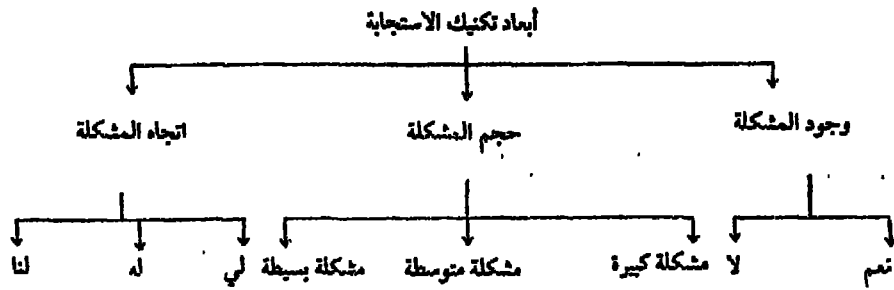 أبعاد تكنيك الاستجابة
وجود المشكلة حجم المشكلة اتجاه المشكلة
نعم لا مشكلة كبيرة مشكلة متوسطة مشكلة بسيطة لي له لنا